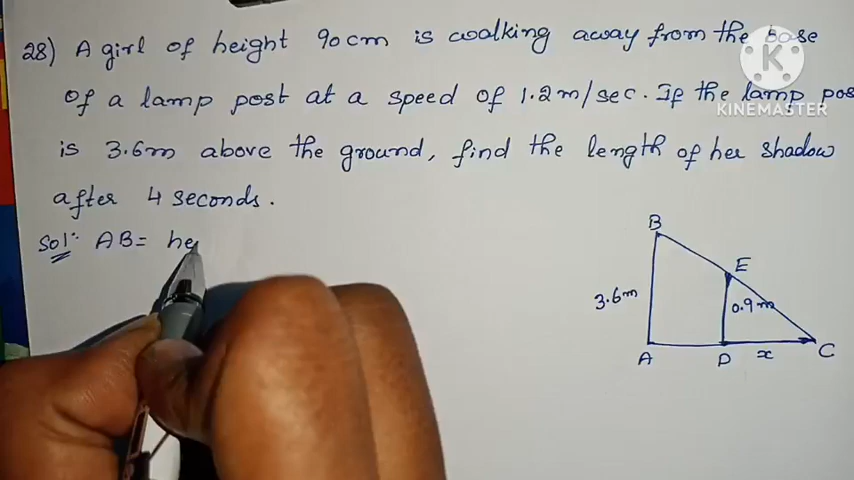 28) A girl of height 90cm is walking away from the base
of a lamp post at a speed of 1.2m/sec. If the lamp pos
is 3.6m above the ground, find the length of her shadow
after 4 seconds.
Sol:- AB= he
K
KINEMASTER
B
E
3.6m
0.9m
A
D
x
C